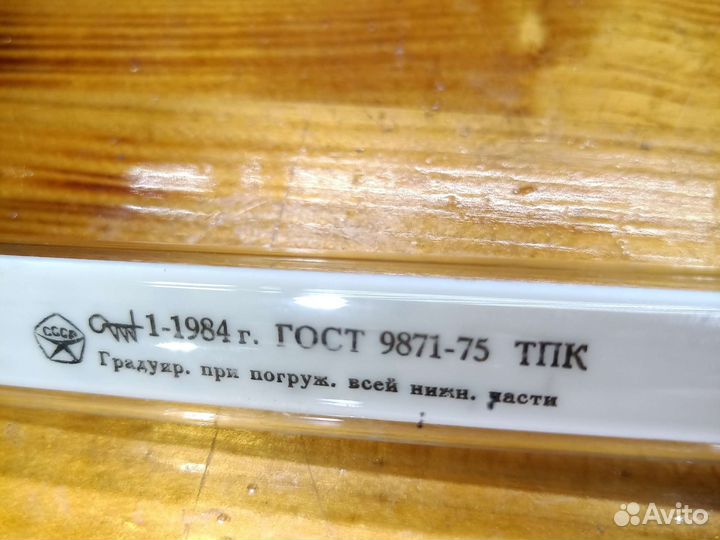 СССР 1-1984 г. ГОСТ 9871-75 ТПК
Градуир. при погруж. всей нижн. части
Avito